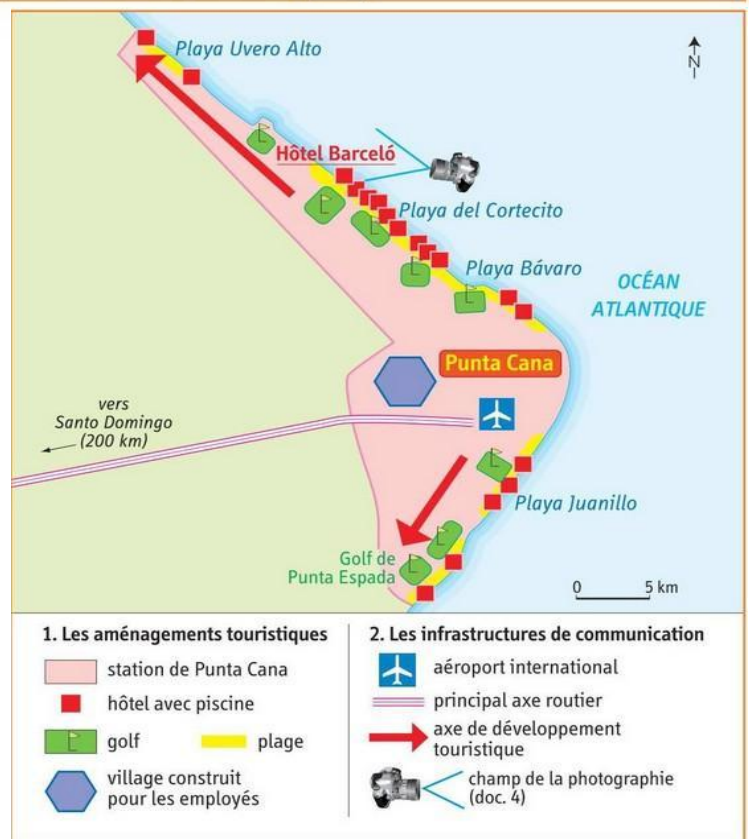 Playa Uvero Alto
N
Hôtel Barceló
Playa del Cortecito
Playa Bávaro
OCÉAN
ATLANTIQUE
Punta Cana
vers
Santo Domingo
(200 km)
Playa Juanillo
Golf de
Punta Espada
0 5 km
1. Les aménagements touristiques
station de Punta Cana
hôtel avec piscine
golf
plage
village construit
pour les employés
2. Les infrastructures de communication
aéroport international
principal axe routier
axe de développement
touristique
champ de la photographie
(doc. 4)